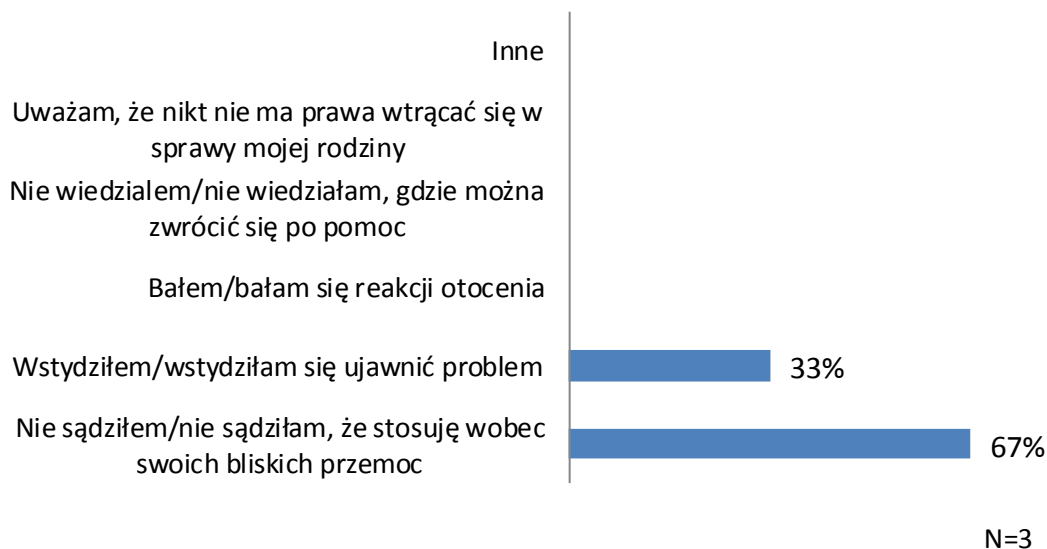 Inne
Uważam, że nikt nie ma prawa wtrącać się w
sprawy mojej rodziny
Nie wiedzialem/nie wiedziałam, gdzie można
zwrócić się po pomoc
Bałem/bałam się reakcji otocenia
Wstydziłem/wstydziłam się ujawnić problem
33%
Nie sądziłem/nie sądziłam, że stosuję wobec
swoich bliskich przemoc
67%
N=3